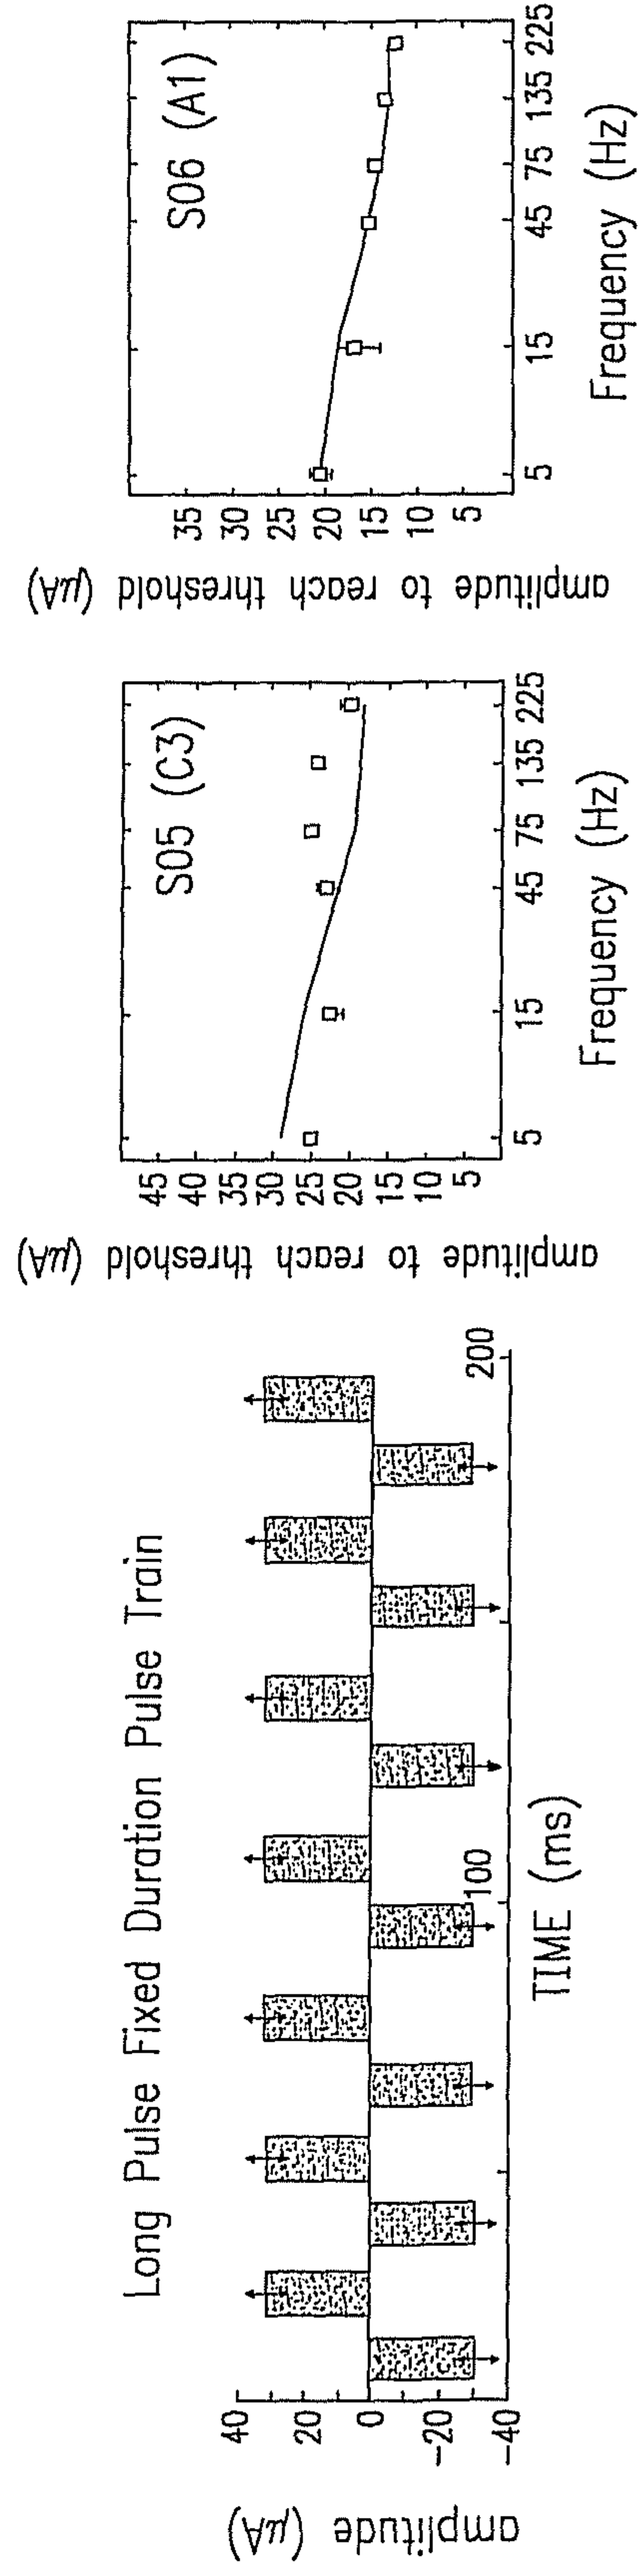 Long Pulse Fixed Duration Pulse Train
amplitude (μA)
40
20
0
-20
-40
100
200
TIME (ms)
S05 (C3)
amplitude to reach threshold (μA)
45
40
35
30
25
20
15
10
5
5 15 45 75 135 225
Frequency (Hz)
S06 (A1)
amplitude to reach threshold (μA)
35
30
25
20
15
10
5
5 15 45 75 135 225
Frequency (Hz)